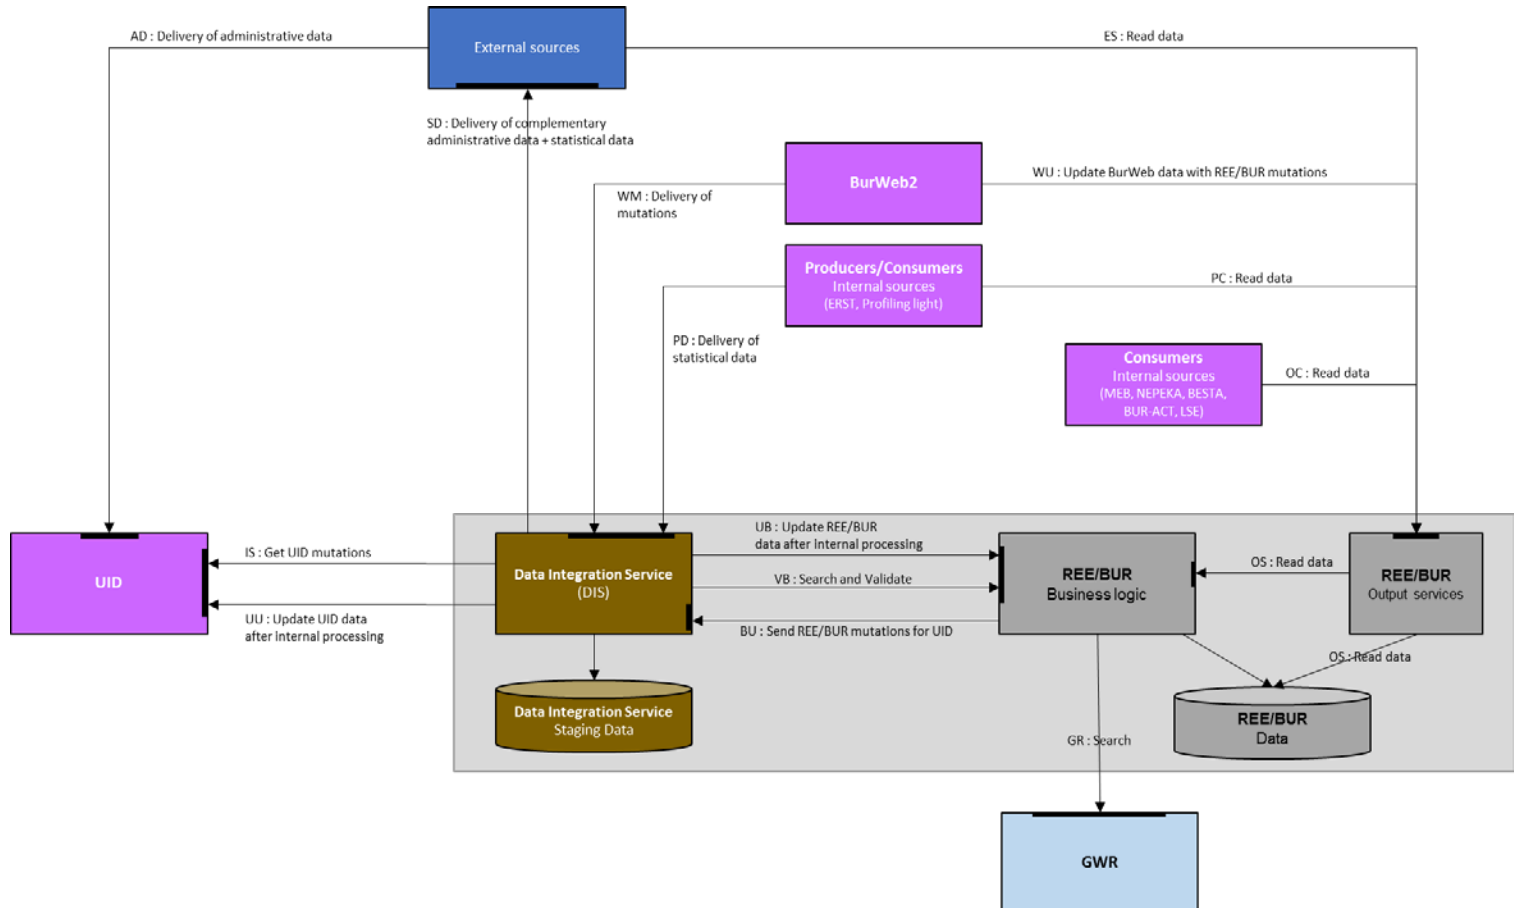 AD : Delivery of administrative data
External sources
ES : Read data
SD : Delivery of complementary
administrative data + statistical data
BurWeb2
WU : Update BurWeb data with REE/BUR mutations
WM : Delivery of
mutations
Producers/Consumers
Internal sources
(ERST, Profiling light)
PC : Read data
PD : Delivery of
statistical data
Consumers
Internal sources
(MEB, NEPEKA, BESTA,
BUR-ACT, LSE)
OC : Read data
UID
IS : Get UID mutations
UU : Update UID data
after internal processing
Data Integration Service
(DIS)
UB : Update REE/BUR
data after Internal processing
VB : Search and Validate
BU : Send REE/BUR mutations for UID
REE/BUR
Business logic
OS : Read data
REE/BUR
Output services
OS : Read data
Data Integration Service
Staging Data
REE/BUR
Data
GR : Search
GWR